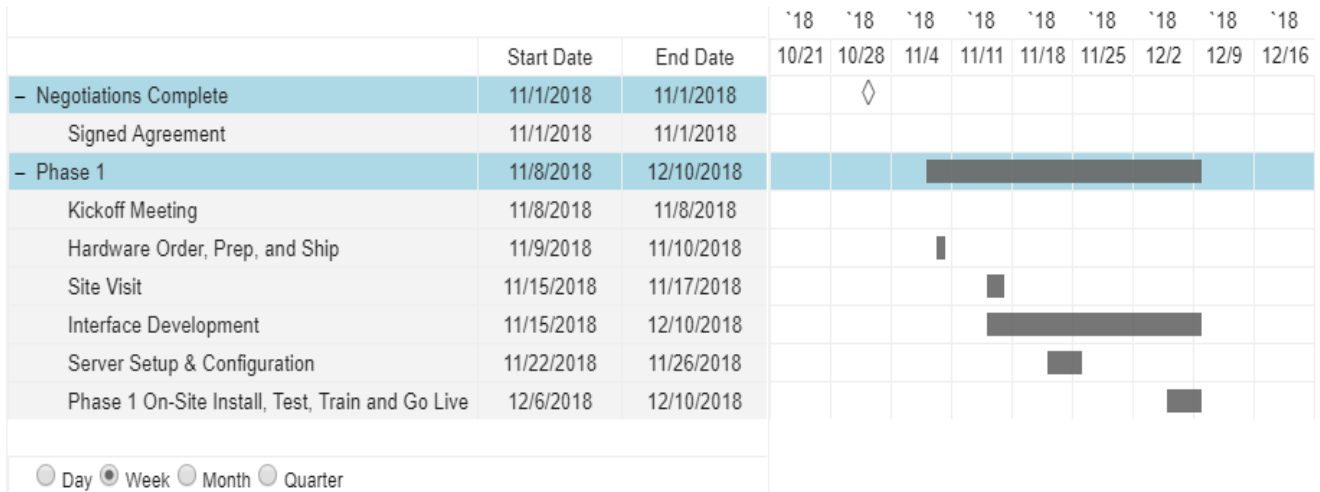 `18 `18 `18 `18 `18 `18 `18 `18 `18
Start Date End Date 10/21 10/28 11/4 11/11 11/18 11/25 12/2 12/9 12/16
– Negotiations Complete 11/1/2018 11/1/2018
Signed Agreement 11/1/2018 11/1/2018
– Phase 1 11/8/2018 12/10/2018
Kickoff Meeting 11/8/2018 11/8/2018
Hardware Order, Prep, and Ship 11/9/2018 11/10/2018
Site Visit 11/15/2018 11/17/2018
Interface Development 11/15/2018 12/10/2018
Server Setup & Configuration 11/22/2018 11/26/2018
Phase 1 On-Site Install, Test, Train and Go Live 12/6/2018 12/10/2018
Day Week Month Quarter